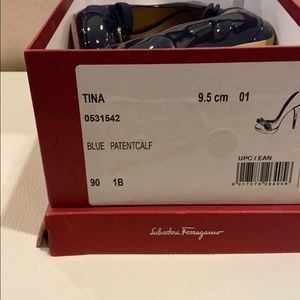 TINA 9.5 cm 01
0531542
BLUE PATENTCALF
UPC / EAN
90 1B
Salvatore Ferragamo